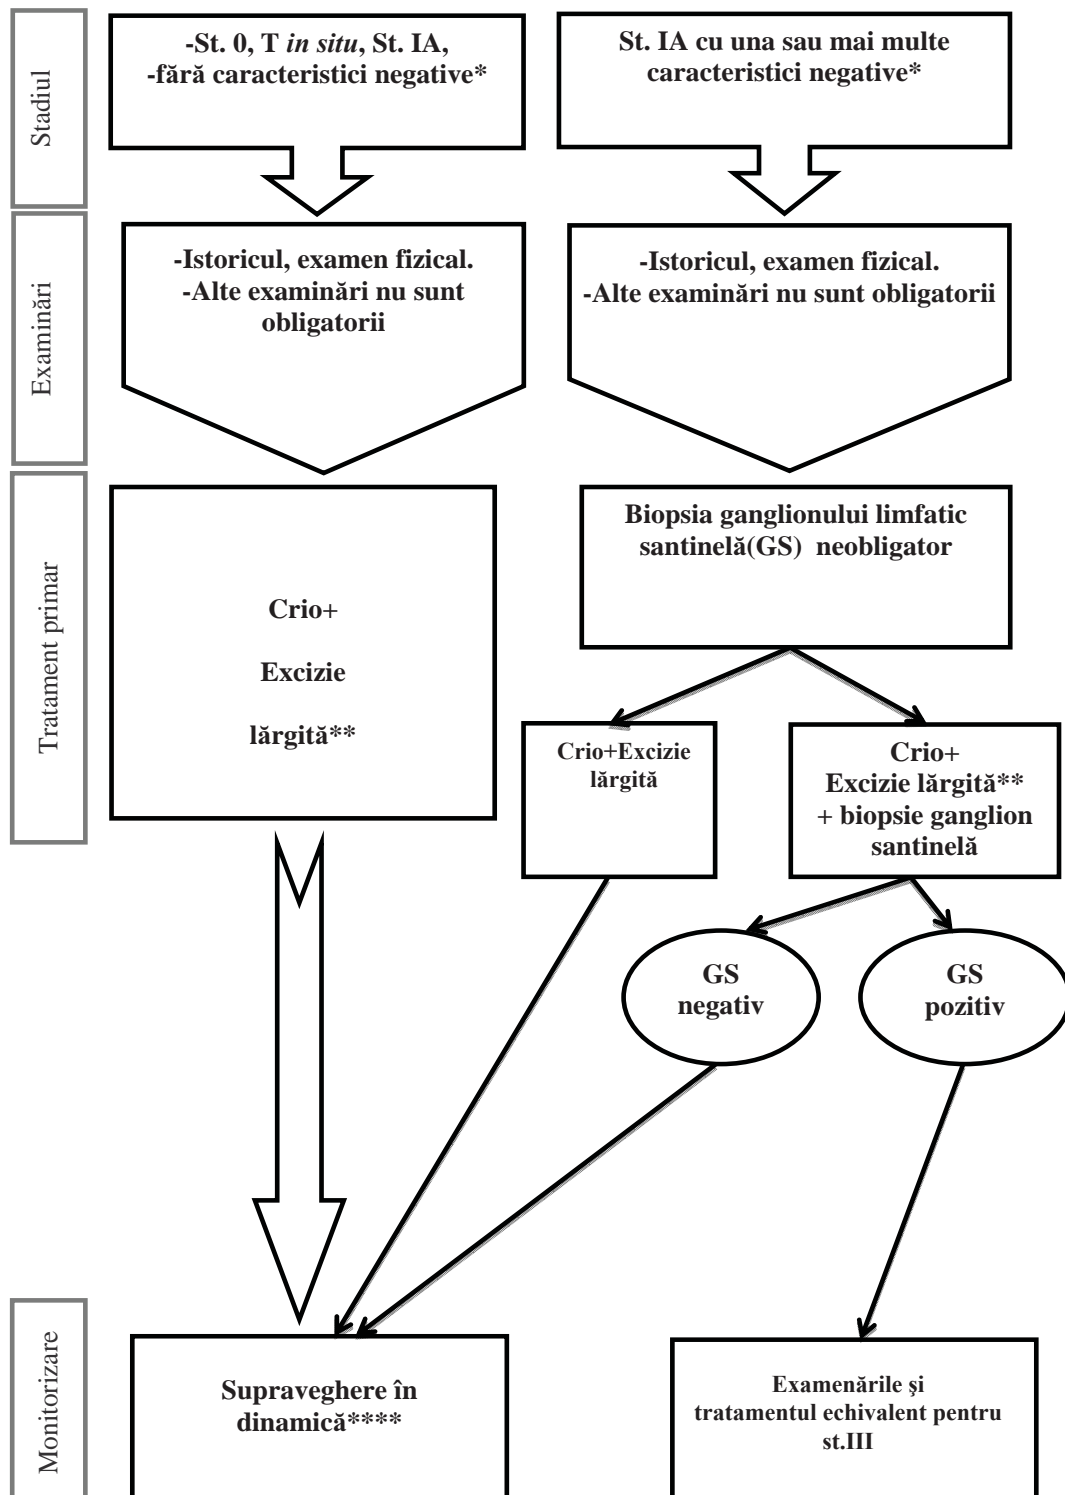 Stadiul
-St. 0, T in situ, St. IA,
-fără caracteristici negative*
St. IA cu una sau mai multe
caracteristici negative*
Examinări
-Istoricul, examen fizical.
-Alte examinări nu sunt
obligatorii
-Istoricul, examen fizical.
-Alte examinări nu sunt obligatorii
Tratament primar
Crio+
Excizie
lărgită**
Biopsia ganglionului limfatic
santinelă(GS) neobligator
Crio+Excizie
lărgită
Crio+
Excizie lărgită**
+ biopsie ganglion
santinelă
GS
negativ
GS
pozitiv
Monitorizare
Supraveghere în
dinamică****
Examenările şi
tratamentul echivalent pentru
st.III